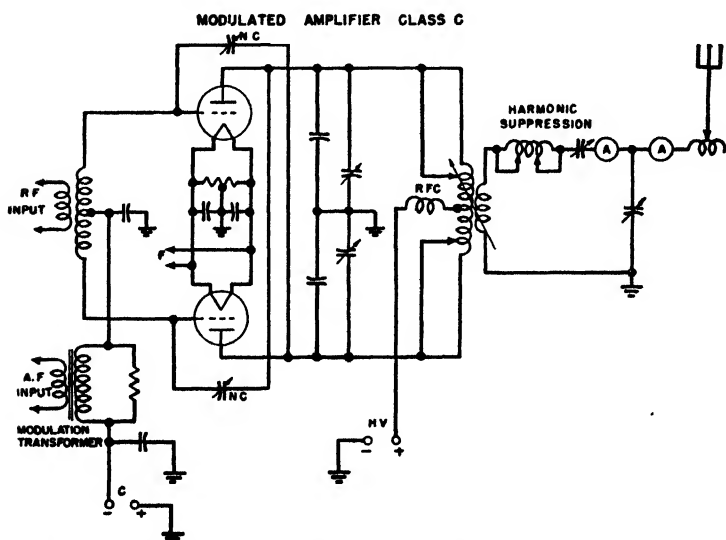 MODULATED AMPLIFIER CLASS C
NC
HARMONIC
SUPPRESSION
A
A
RF
INPUT
RFC
F
A.F
INPUT
NC
MODULATION
TRANSFORMER
HV
- +
C
- +